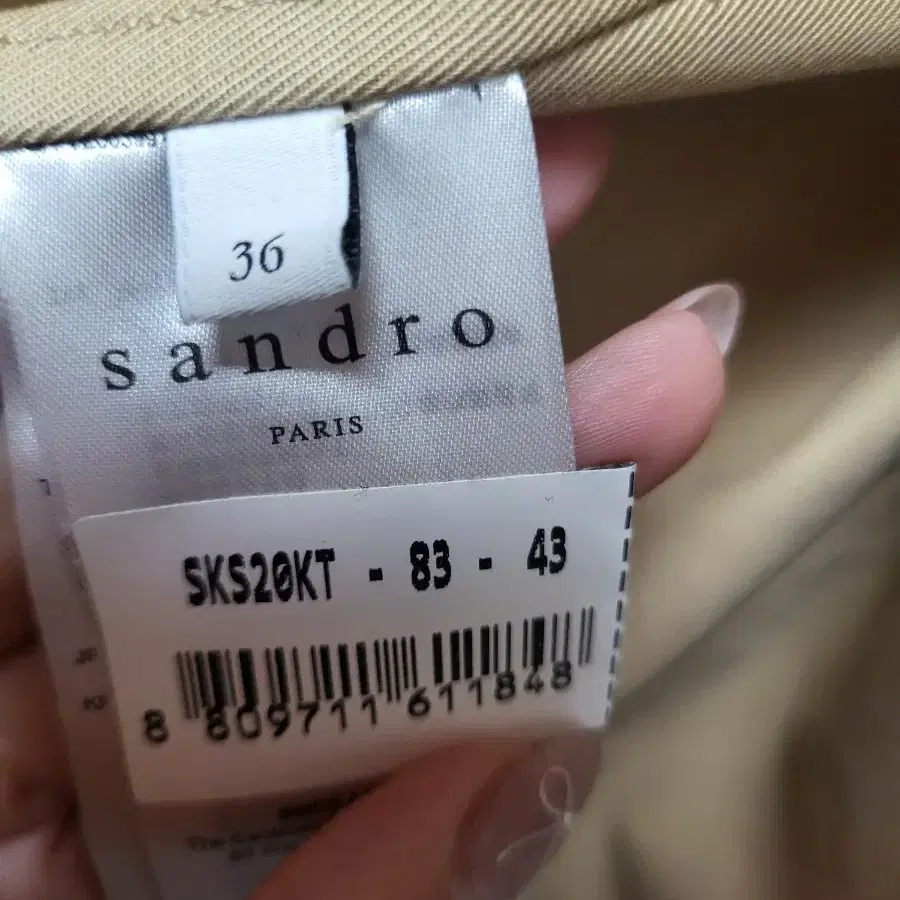 36
sandro
PARIS
SKS20KT - 83 - 43
8 809711 611848